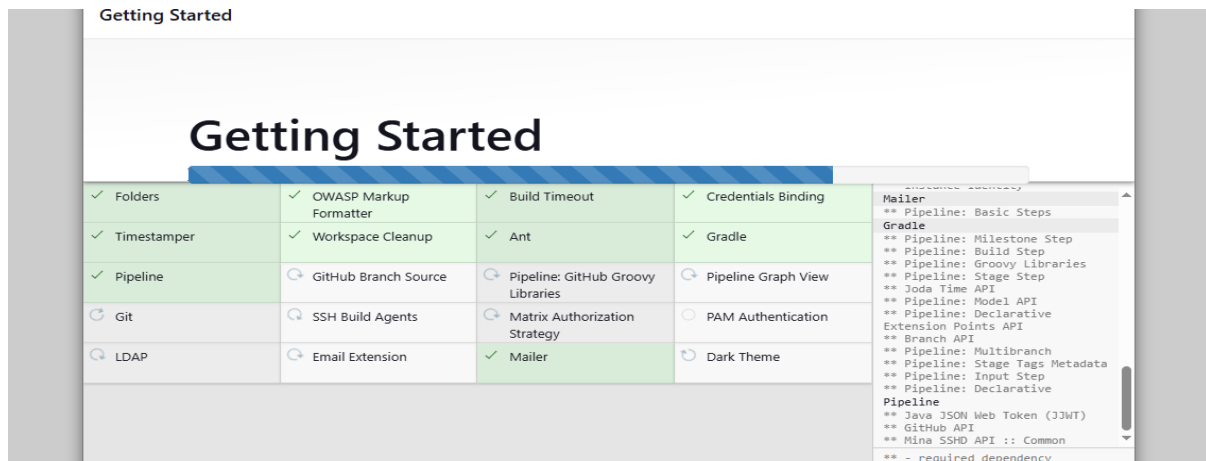 Getting Started
Getting Started
Folders
OWASP Markup
Formatter
Build Timeout
Credentials Binding
Timestamper
Workspace Cleanup
Ant
Gradle
Pipeline
GitHub Branch Source
Pipeline: GitHub Groovy
Libraries
Pipeline Graph View
Git
SSH Build Agents
Matrix Authorization
Strategy
PAM Authentication
LDAP
Email Extension
Mailer
Dark Theme
Mailer
** Pipeline: Basic Steps
Gradle
** Pipeline: Milestone Step
** Pipeline: Build Step
** Pipeline: Groovy Libraries
** Pipeline: Stage Step
** Joda Time API
** Pipeline: Model API
** Pipeline: Declarative
Extension Points API
** Branch API
** Pipeline: Multibranch
** Pipeline: Stage Tags Metadata
** Pipeline: Input Step
** Pipeline: Declarative
Pipeline
** Java JSON Web Token (JJWT)
** GitHub API
** Mina SSHD API :: Common
** - required dependency